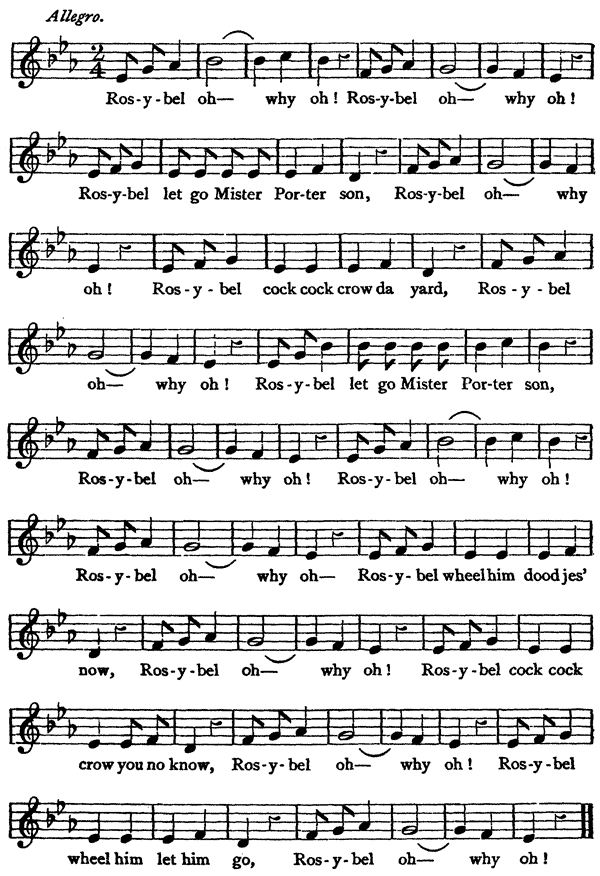 Allegro.
2
4
Ros-y-bel oh— why oh! Ros-y-bel oh— why oh!
Ros-y-bel let go Mister Por-ter son, Ros-y-bel oh— why
oh! Ros-y-bel cock cock crow da yard, Ros-y-bel
oh— why oh! Ros-y-bel let go Mister Por-ter son,
Ros-y-bel oh— why oh! Ros-y-bel oh— why oh!
Ros-y-bel oh— why oh— Ros-y-bel wheel him dood jes'
now, Ros-y-bel oh— why oh! Ros-y-bel cock cock
crow you no know, Ros-y-bel oh— why oh! Ros-y-bel
wheel him let him go, Ros-y-bel oh— why oh!